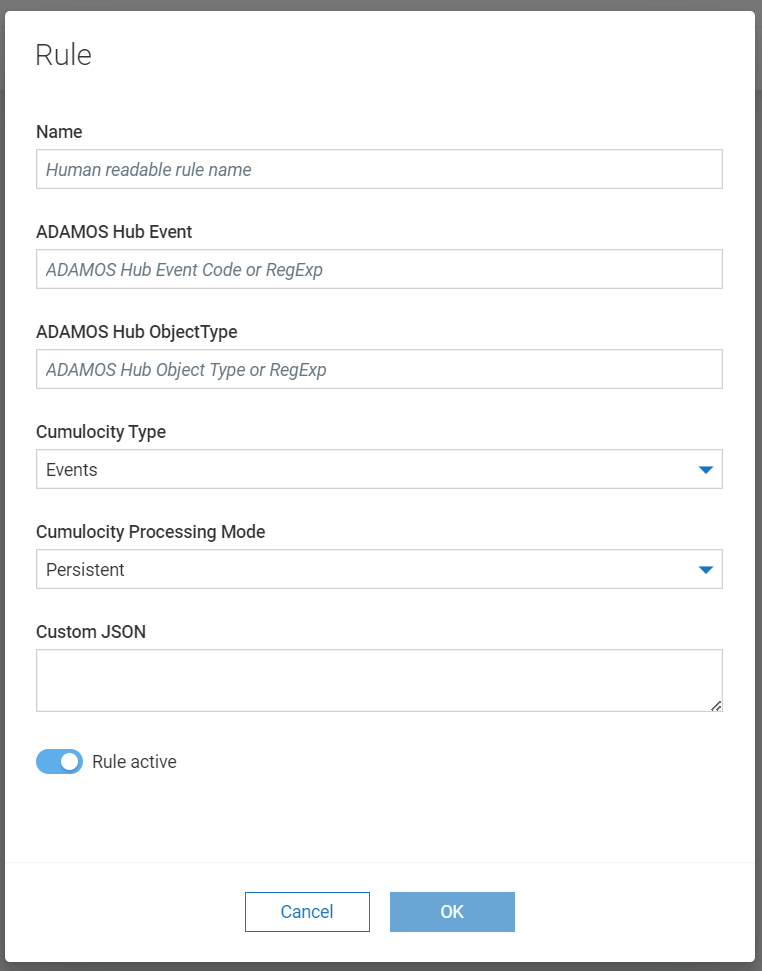 Rule
Name
Human readable rule name
ADAMOS Hub Event
ADAMOS Hub Event Code or RegExp
ADAMOS Hub ObjectType
ADAMOS Hub Object Type or RegExp
Cumulocity Type
Events
Cumulocity Processing Mode
Persistent
Custom JSON
Rule active
Cancel
OK